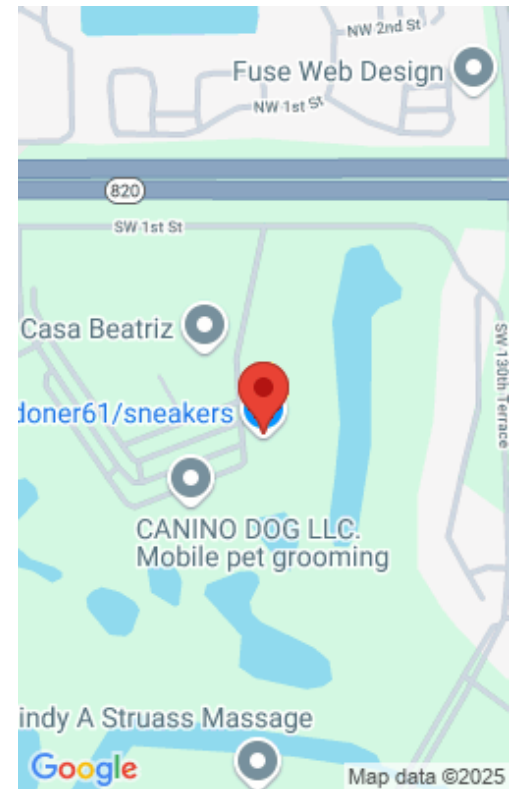 NW 2nd St
Fuse Web Design
NW 1st St
820
SW 1st St
Casa Beatriz
SW 130th Terrace
doner61/sneakers
CANINO DOG LLC.
Mobile pet grooming
indy A Struass Massage
Google
Map data ©2025